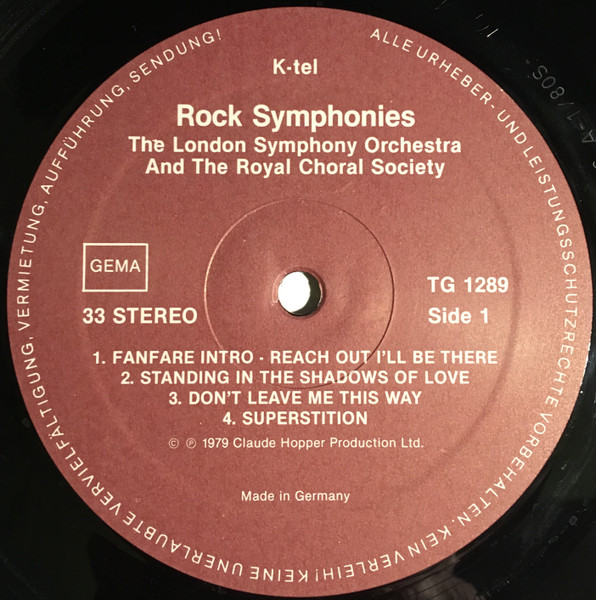 K-tel
Rock Symphonies
The London Symphony Orchestra
And The Royal Choral Society
GEMA
33 STEREO
TG 1289
Side 1
1. FANFARE INTRO - REACH OUT I'LL BE THERE
2. STANDING IN THE SHADOWS OF LOVE
3. DON'T LEAVE ME THIS WAY
4. SUPERSTITION
© ℗ 1979 Claude Hopper Production Ltd.
Made in Germany
ALLE URHEBER- UND LEISTUNGSSCHUTZRECHTE VORBEHALTEN. KEIN VERLEIH! KEINE UNERLAUBTE VERVIELFÄLTIGUNG, VERMIETUNG, AUFFÜHRUNG, SENDUNG!